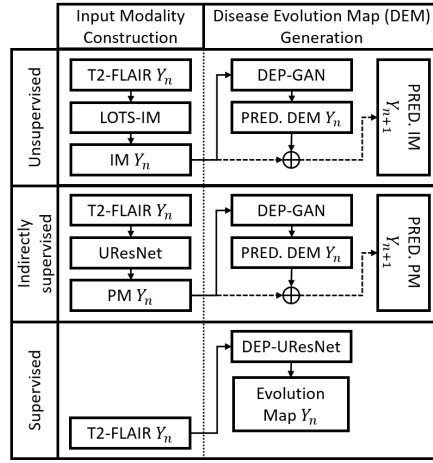 Input Modality
Construction
Disease Evolution Map (DEM)
Generation
Unsupervised
T2-FLAIR Yₙ
LOTS-IM
IM Yₙ
DEP-GAN
PRED. DEM Yₙ
PRED. IM
Yₙ₊₁
Indirectly
supervised
T2-FLAIR Yₙ
UResNet
PM Yₙ
DEP-GAN
PRED. DEM Yₙ
PRED. PM
Yₙ₊₁
Supervised
T2-FLAIR Yₙ
DEP-UResNet
Evolution
Map Yₙ